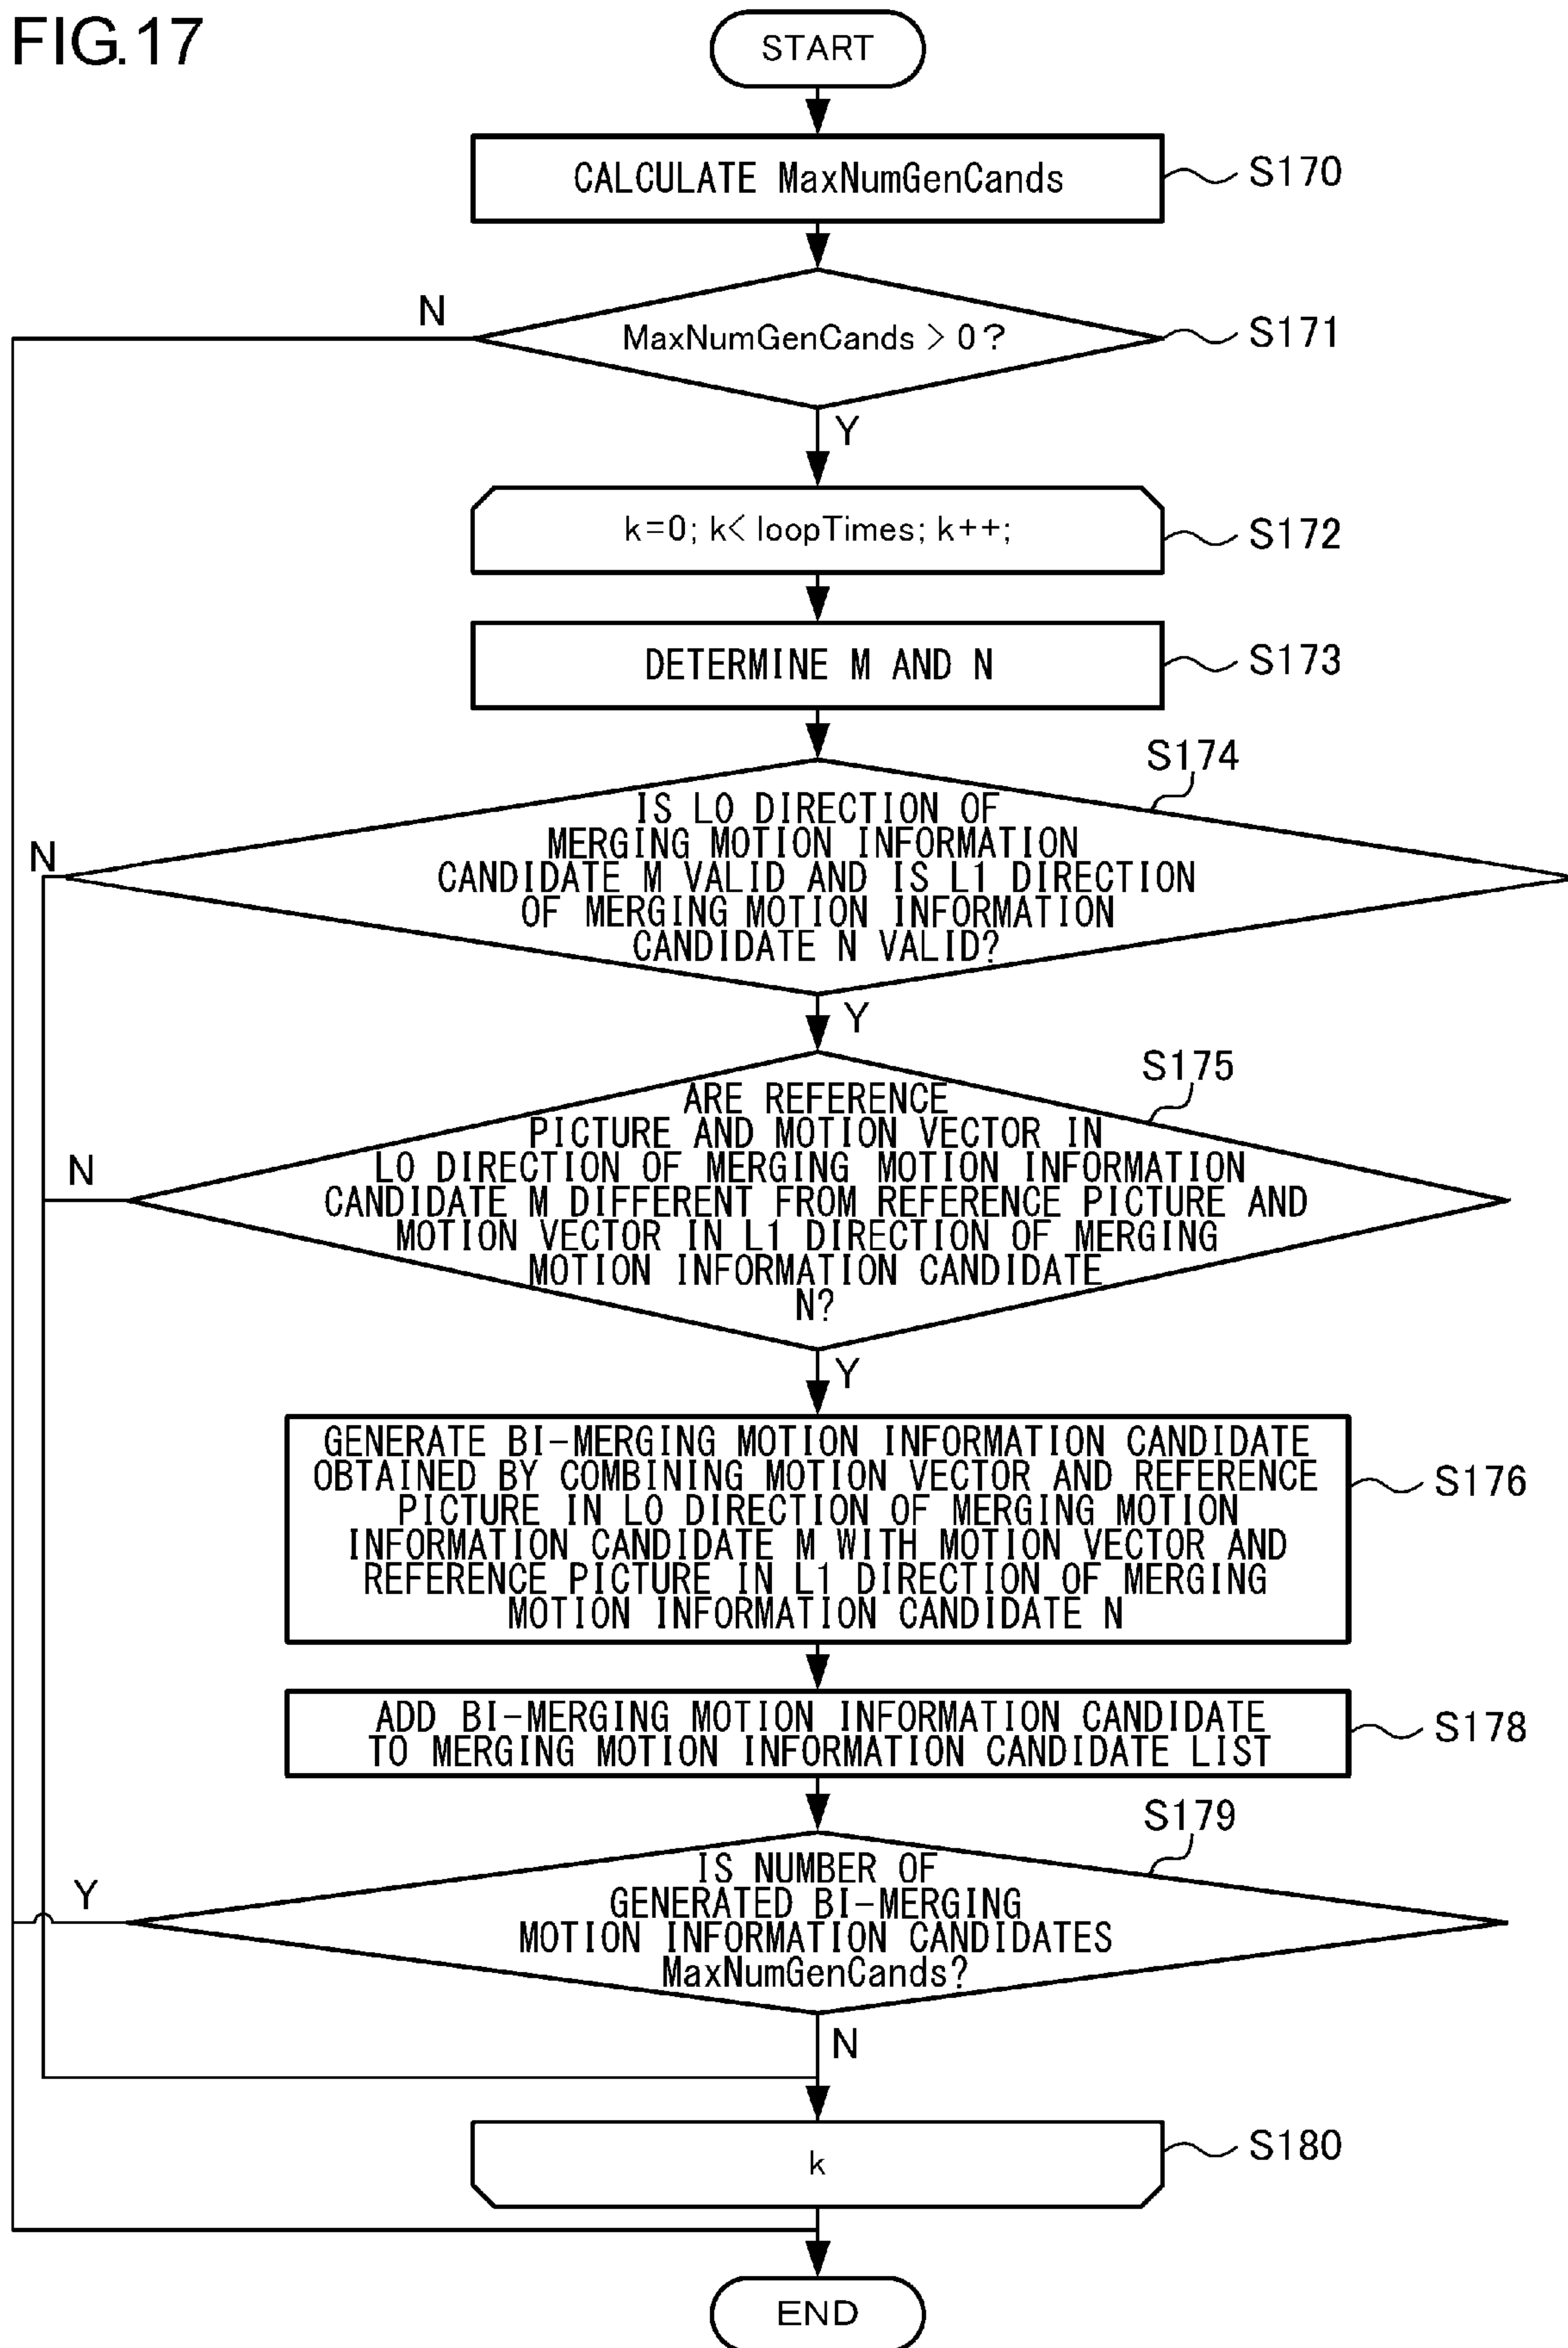 FIG.17
START
CALCULATE MaxNumGenCands
S170
N
MaxNumGenCands > 0?
S171
Y
k=0; k< loopTimes; k++;
S172
DETERMINE M AND N
S173
S174
IS L0 DIRECTION OF
MERGING MOTION INFORMATION
CANDIDATE M VALID AND IS L1 DIRECTION
OF MERGING MOTION INFORMATION
CANDIDATE N VALID?
N
Y
S175
ARE REFERENCE
PICTURE AND MOTION VECTOR IN
L0 DIRECTION OF MERGING MOTION INFORMATION
CANDIDATE M DIFFERENT FROM REFERENCE PICTURE AND
MOTION VECTOR IN L1 DIRECTION OF MERGING
MOTION INFORMATION CANDIDATE
N?
N
Y
GENERATE BI-MERGING MOTION INFORMATION CANDIDATE
OBTAINED BY COMBINING MOTION VECTOR AND REFERENCE
PICTURE IN L0 DIRECTION OF MERGING MOTION
INFORMATION CANDIDATE M WITH MOTION VECTOR AND
REFERENCE PICTURE IN L1 DIRECTION OF MERGING
MOTION INFORMATION CANDIDATE N
S176
ADD BI-MERGING MOTION INFORMATION CANDIDATE
TO MERGING MOTION INFORMATION CANDIDATE LIST
S178
S179
IS NUMBER OF
GENERATED BI-MERGING
MOTION INFORMATION CANDIDATES
MaxNumGenCands?
Y
N
k
S180
END